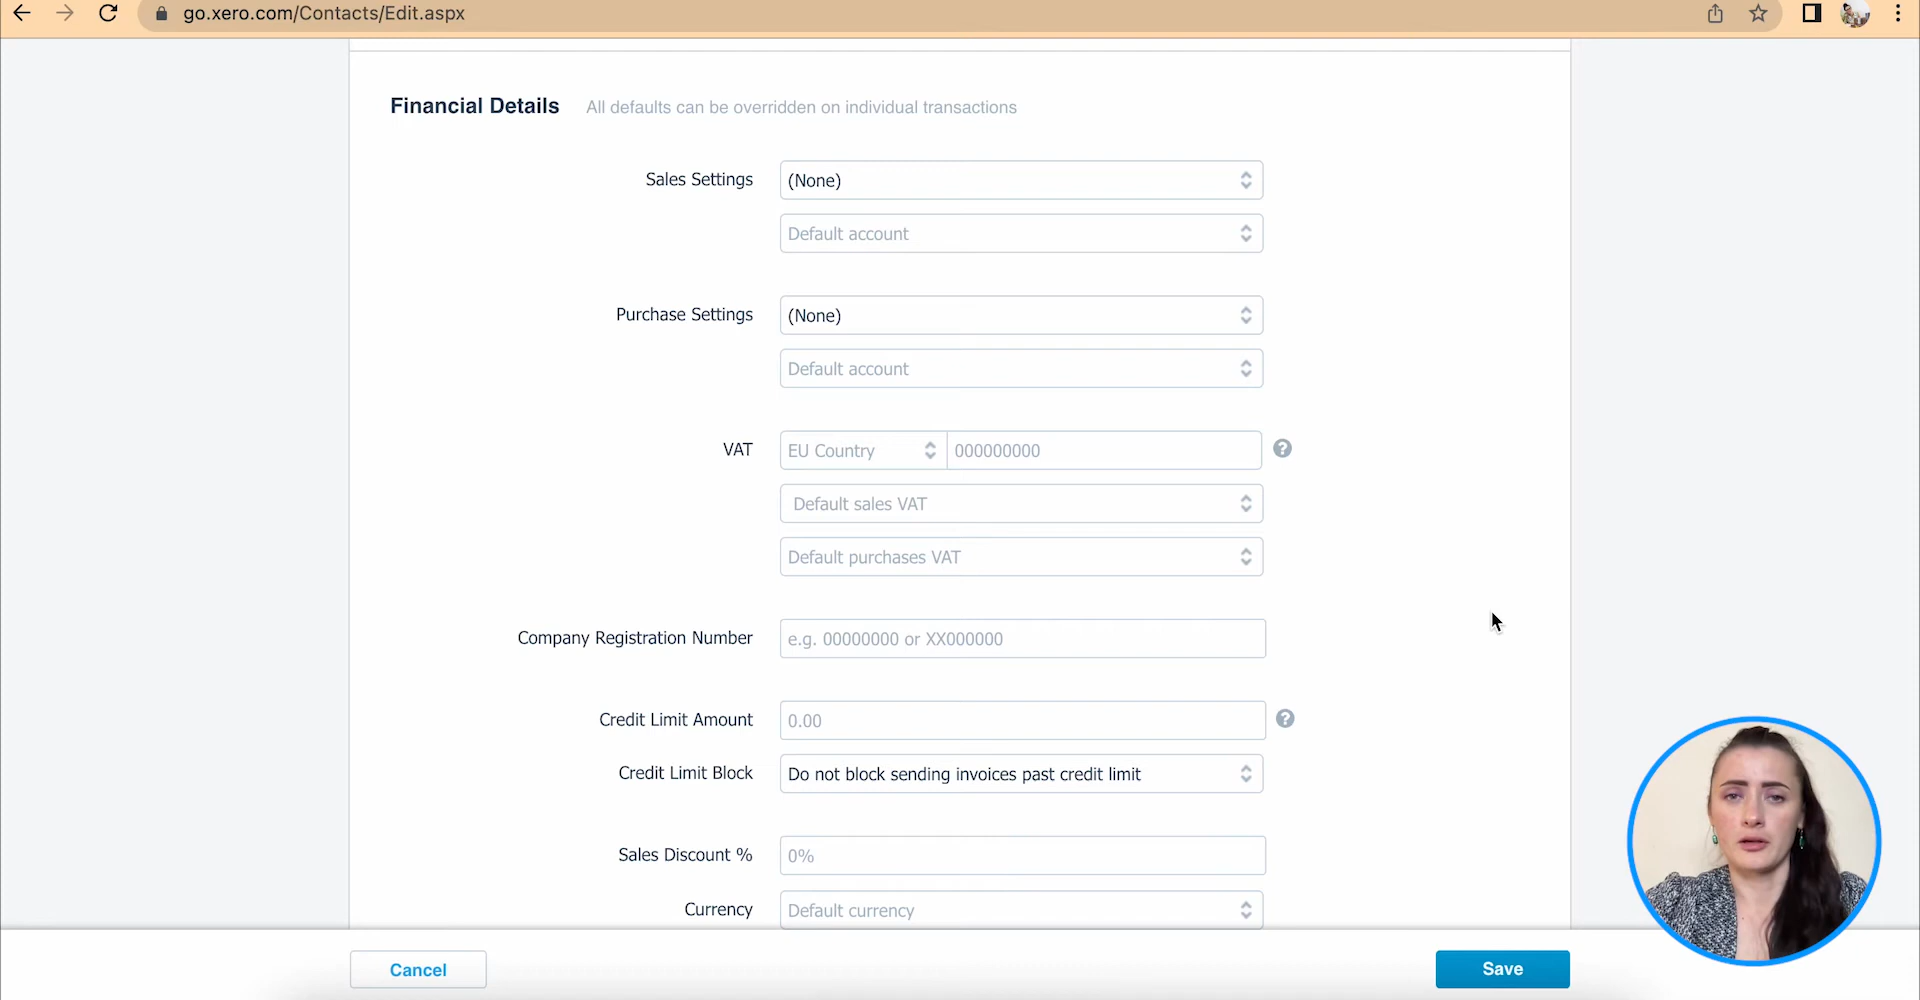 go.xero.com/Contacts/Edit.aspx
Financial Details All defaults can be overridden on individual transactions
Sales Settings (None)
Default account
Purchase Settings (None)
Default account
VAT EU Country 000000000 ?
Default sales VAT
Default purchases VAT
Company Registration Number e.g. 00000000 or XX000000
Credit Limit Amount 0.00 ?
Credit Limit Block Do not block sending invoices past credit limit
Sales Discount % 0%
Currency Default currency
Cancel Save